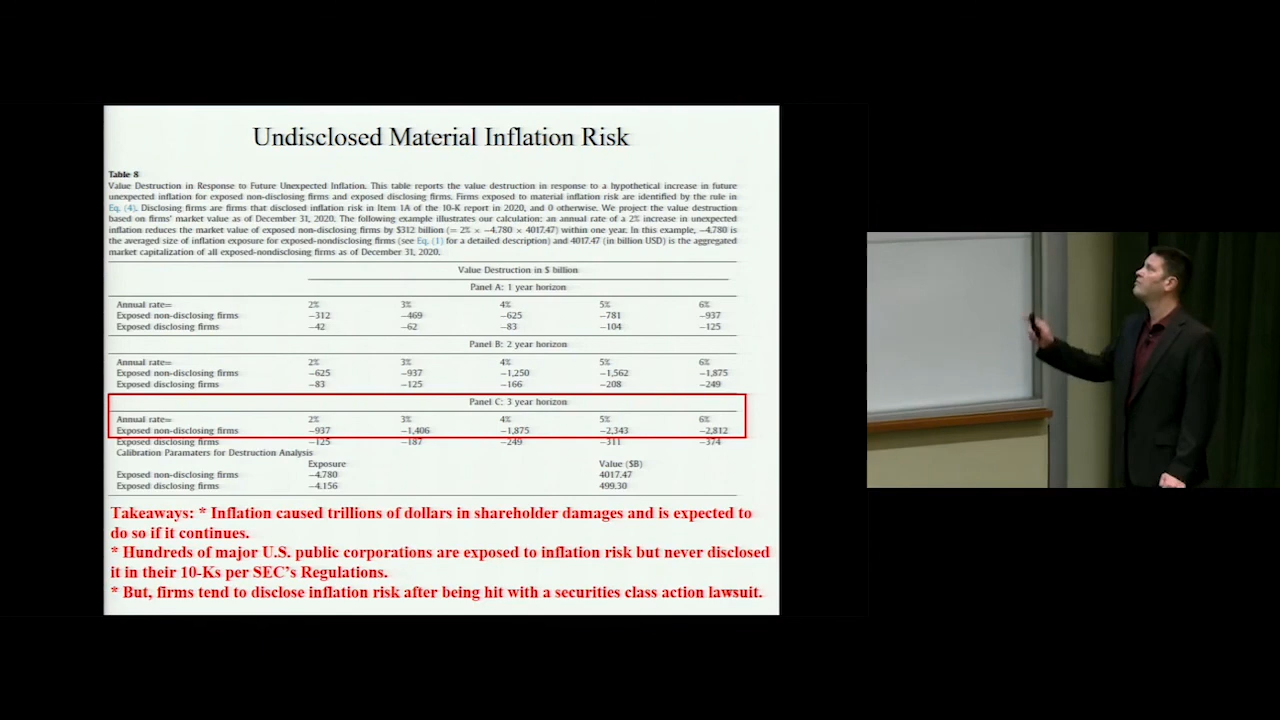 Undisclosed Material Inflation Risk
Table 8
Value Destruction in Response to Future Unexpected Inflation. This table reports the value destruction in response to a hypothetical increase in future
unexpected inflation for exposed non-disclosing firms and exposed disclosing firms. Firms exposed to material inflation risk are identified by the rule in
Eq. (4). Disclosing firms are firms that disclosed inflation risk in Item 1A of the 10-K report in 2020, and 0 otherwise. We project the value destruction
based on firms' market value as of December 31, 2020. The following example illustrates our calculation: an annual rate of a 2% increase in unexpected
inflation reduces the market value of exposed non-disclosing firms by $312 billion (= 2% × −4.780 × 4017.47) within one year. In this example, −4.780 is
the averaged size of inflation exposure for exposed-nondisclosing firms (see Eq. (1) for a detailed description) and 4017.47 (in billion USD) is the aggregated
market capitalization of all exposed-nondisclosing firms as of December 31, 2020.
Value Destruction in $ billion
Panel A: 1 year horizon
Annual rate= 2% 3% 4% 5% 6%
Exposed non-disclosing firms −312 −469 −625 −781 −937
Exposed disclosing firms −42 −62 −83 −104 −125
Panel B: 2 year horizon
Annual rate= 2% 3% 4% 5% 6%
Exposed non-disclosing firms −625 −937 −1,250 −1,562 −1,875
Exposed disclosing firms −83 −125 −166 −208 −249
Panel C: 3 year horizon
Annual rate= 2% 3% 4% 5% 6%
Exposed non-disclosing firms −937 −1,406 −1,875 −2,343 −2,812
Exposed disclosing firms −125 −187 −249 −311 −374
Calibration Paramaters for Destruction Analysis
Exposure Value ($B)
Exposed non-disclosing firms −4.780 4017.47
Exposed disclosing firms −4.156 499.30
Takeaways: * Inflation caused trillions of dollars in shareholder damages and is expected to
do so if it continues.
* Hundreds of major U.S. public corporations are exposed to inflation risk but never disclosed
it in their 10-Ks per SEC's Regulations.
* But, firms tend to disclose inflation risk after being hit with a securities class action lawsuit.